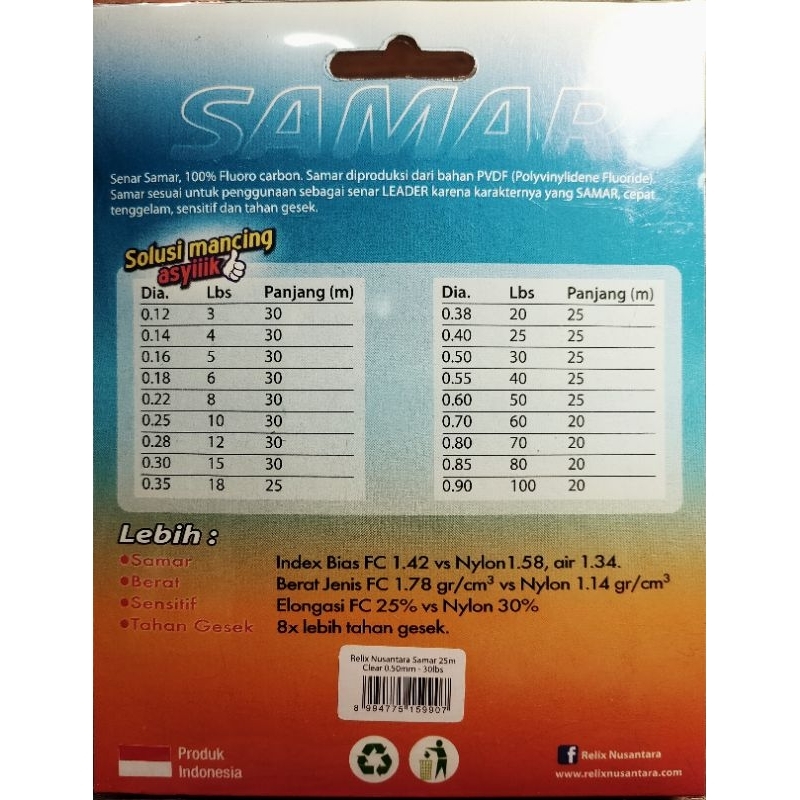 SAMAR
Senar Samar, 100% Fluoro carbon. Samar diproduksi dari bahan PVDF (Polyvinylidene Fluoride).
Samar sesuai untuk penggunaan sebagai senar LEADER karena karakternya yang SAMAR, cepat
tenggelam, sensitif dan tahan gesek.
Solusi mancing
asyiiik
Dia. Lbs Panjang (m)
0.12 3 30
0.14 4 30
0.16 5 30
0.18 6 30
0.22 8 30
0.25 10 30
0.28 12 30
0.30 15 30
0.35 18 25
Dia. Lbs Panjang (m)
0.38 20 25
0.40 25 25
0.50 30 25
0.55 40 25
0.60 50 25
0.70 60 20
0.80 70 20
0.85 80 20
0.90 100 20
Lebih :
•Samar Index Bias FC 1.42 vs Nylon1.58, air 1.34.
•Berat Berat Jenis FC 1.78 gr/cm³ vs Nylon 1.14 gr/cm³
•Sensitif Elongasi FC 25% vs Nylon 30%
•Tahan Gesek 8x lebih tahan gesek.
Relix Nusantara Samar 25m
Clear 0.50mm - 30lbs
8 994775 159907
Produk
Indonesia
Relix Nusantara
www.relixnusantara.com